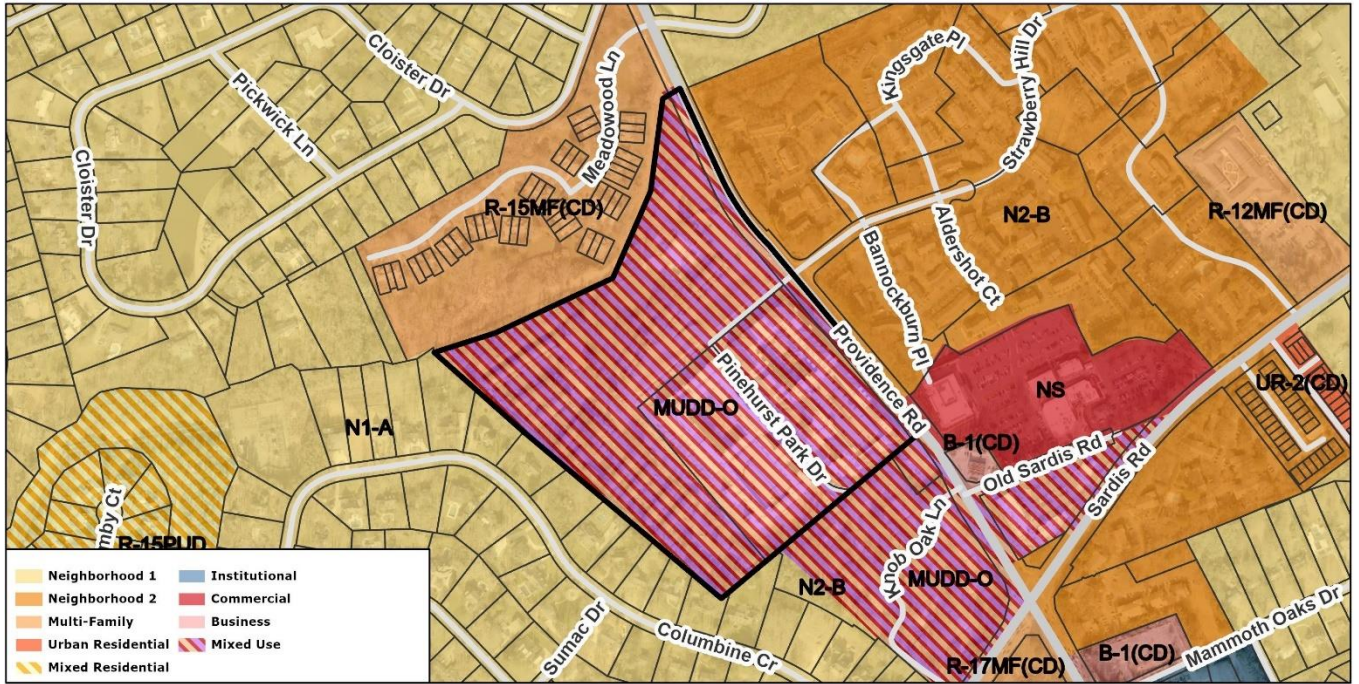 Cloister Dr
Pickwick Ln
Cloister Dr
Meadowood Ln
R-15MF(CD)
Kingsgate Pl
Strawberry Hill Dr
Aldershot Ct
Bannockburn Pl
N2-B
R-12MF(CD)
Providence Rd
MUDD-O
Pinehurst Park Dr
N1-A
NS
B-1(CD)
Old Sardis Rd
Sardis Rd
UR-2(CD)
mby Ct
R-15PUD
Knob Oak Ln
N2-B
MUDD-O
Sumac Dr
Columbine Cr
R-17MF(CD)
B-1(CD)
Mammoth Oaks Dr
Neighborhood 1
Neighborhood 2
Multi-Family
Urban Residential
Mixed Residential
Institutional
Commercial
Business
Mixed Use